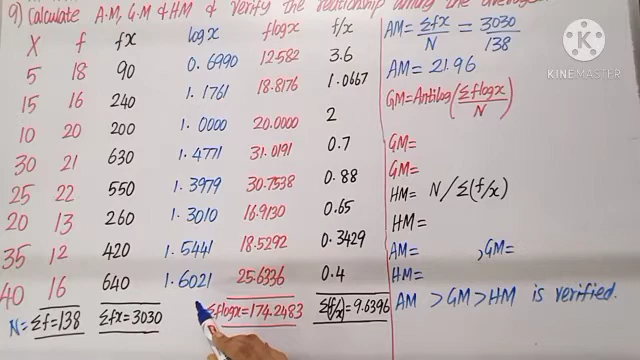 9) Calculate A.M, G.M & HM & Verify the relationship among the averages
X f fx logx flogx f/x
5 18 90 0.6990 12.582 3.6
15 16 240 1.1761 18.8176 1.0667
10 20 200 1.0000 20.0000 2
30 21 630 1.4771 31.0191 0.7
25 22 550 1.3979 30.7538 0.88
20 13 260 1.3010 16.9130 0.65
35 12 420 1.5441 18.5292 0.3429
40 16 640 1.6021 25.6336 0.4
N=Σf=138 Σfx=3030 Σflogx=174.2483 Σ(f/x)=9.6396
AM = Σfx/N = 3030/138
AM = 21.96
GM=Antilog(Σflogx/N)
GM=
GM=
HM= N/Σ(f/x)
HM=
AM= , GM=
HM=
AM > GM > HM is verified.
KINEMASTER